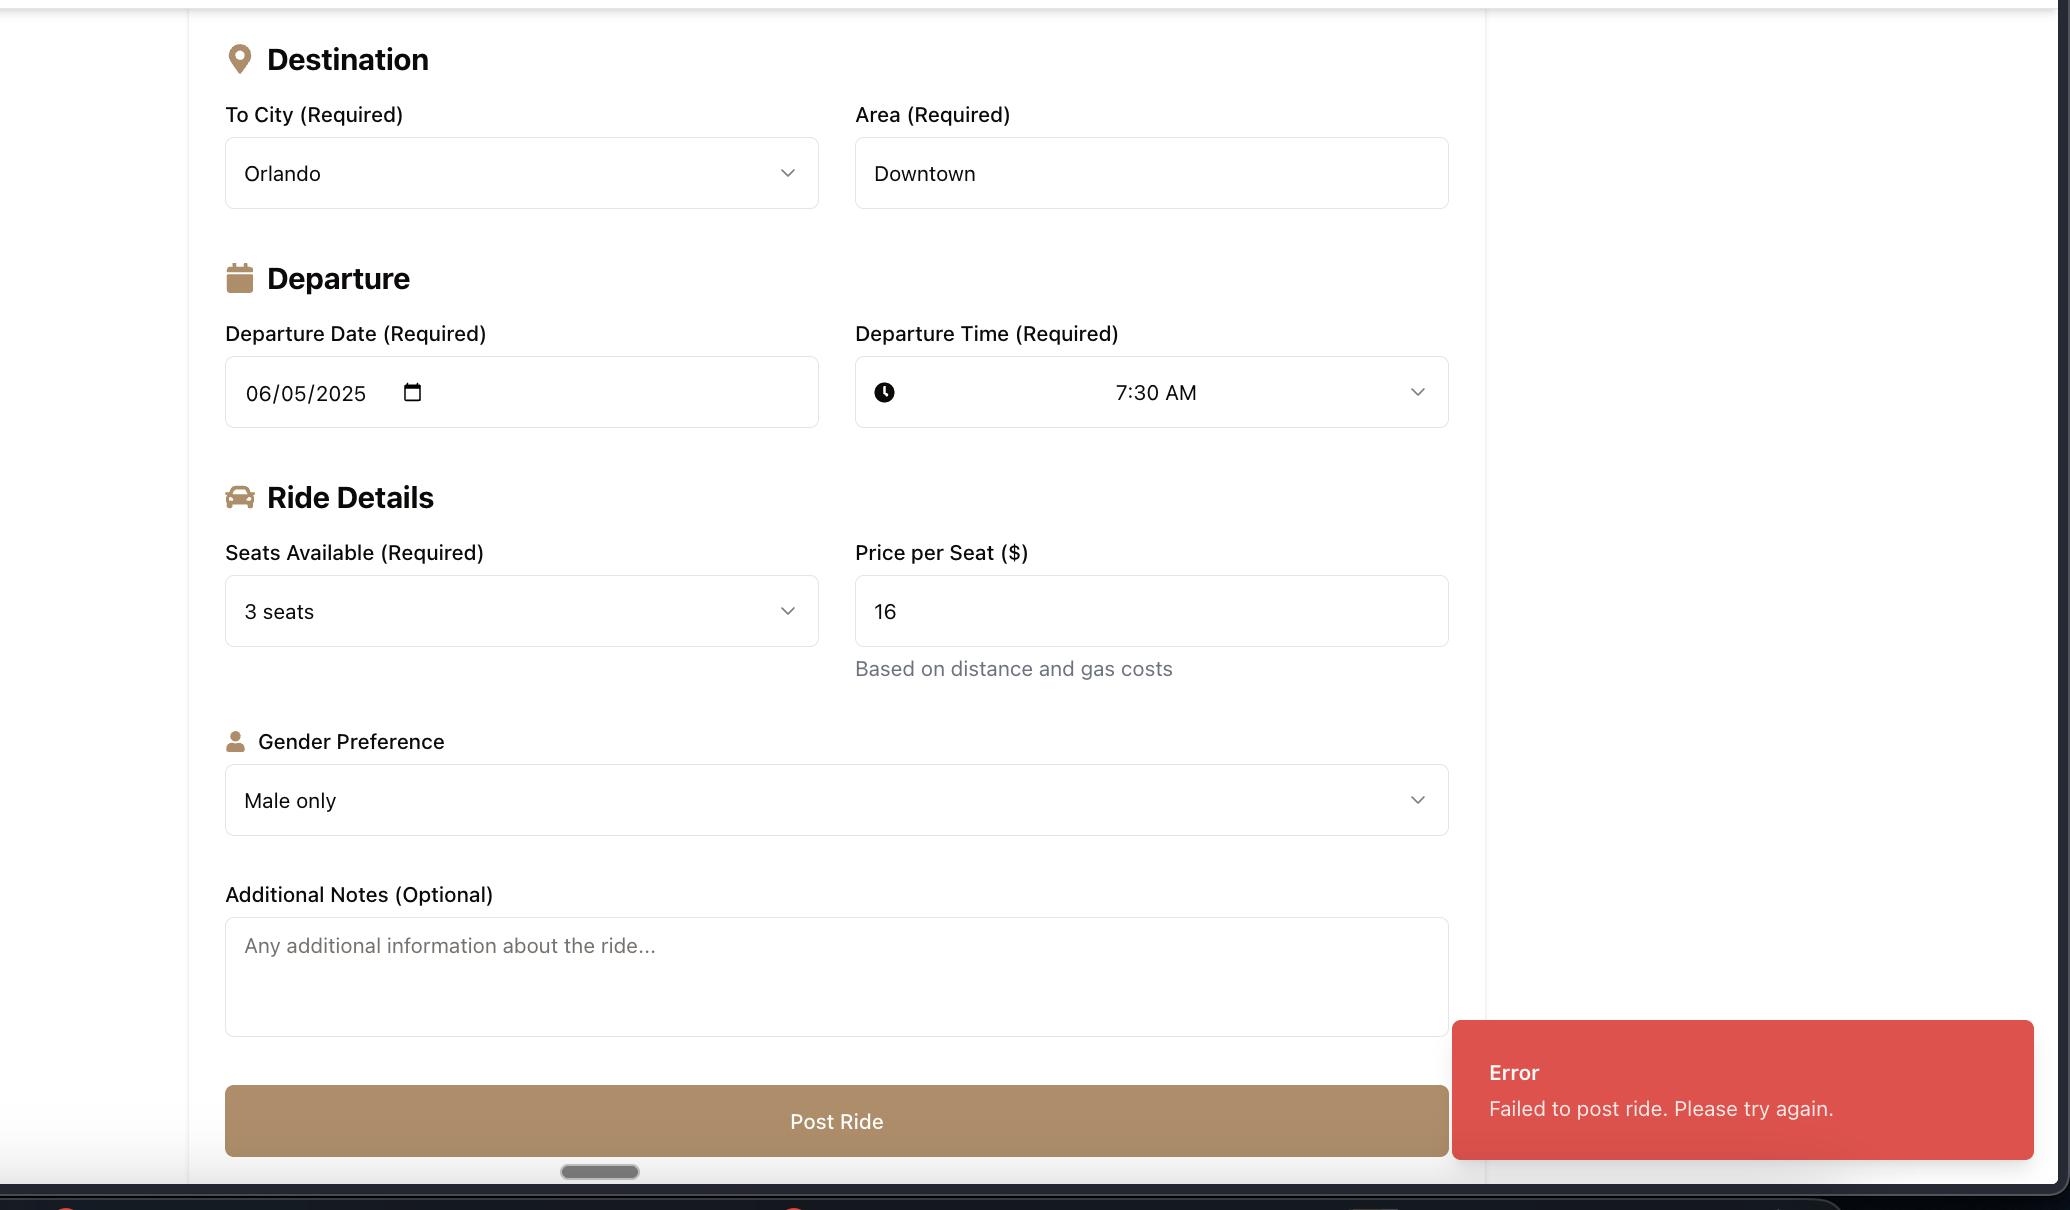 Destination
To City (Required)
Area (Required)
Orlando
Downtown
Departure
Departure Date (Required)
Departure Time (Required)
06/05/2025
7:30 AM
Ride Details
Seats Available (Required)
Price per Seat ($)
3 seats
16
Based on distance and gas costs
Gender Preference
Male only
Additional Notes (Optional)
Any additional information about the ride...
Post Ride
Error
Failed to post ride. Please try again.